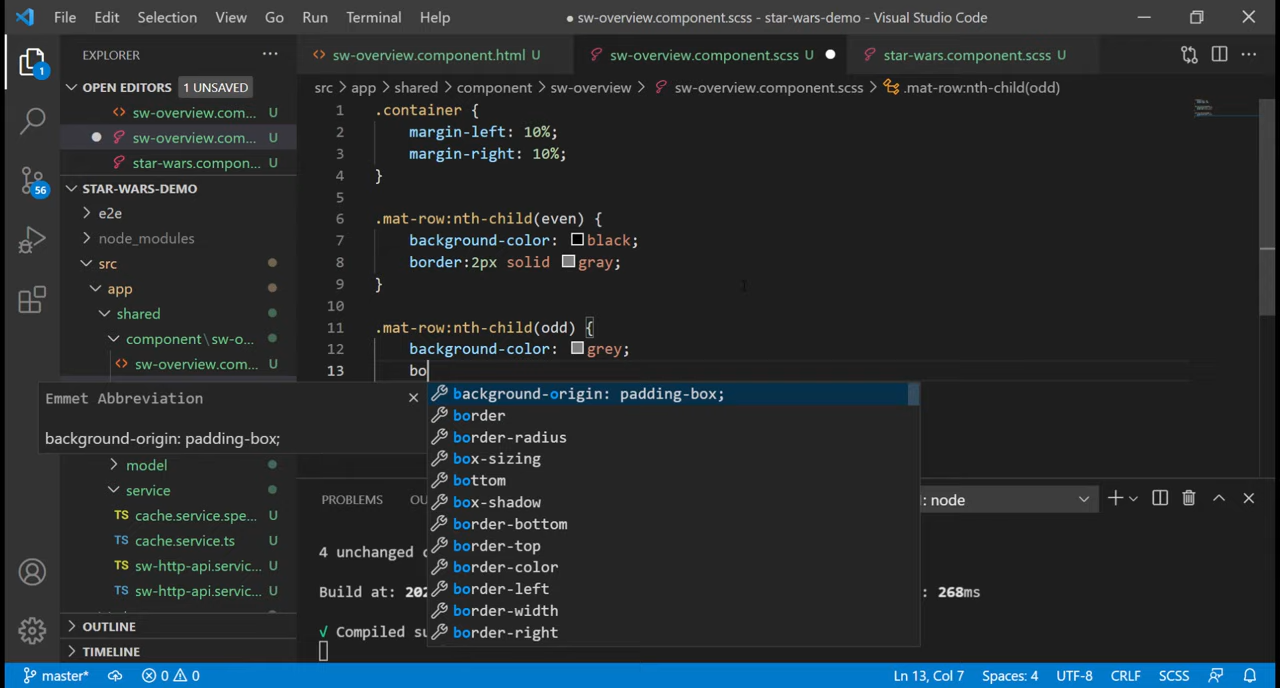 File Edit Selection View Go Run Terminal Help
● sw-overview.component.scss - star-wars-demo - Visual Studio Code
EXPLORER
sw-overview.component.html U
sw-overview.component.scss U
star-wars.component.scss U
OPEN EDITORS 1 UNSAVED
sw-overview.com... U
sw-overview.com... U
star-wars.compon... U
STAR-WARS-DEMO
e2e
node_modules
src
app
shared
component\sw-o...
sw-overview.com... U
src > app > shared > component > sw-overview > sw-overview.component.scss > .mat-row:nth-child(odd)
1 .container {
2 margin-left: 10%;
3 margin-right: 10%;
4 }
5
6 .mat-row:nth-child(even) {
7 background-color: black;
8 border:2px solid gray;
9 }
10
11 .mat-row:nth-child(odd) {
12 background-color: grey;
13 bo
Emmet Abbreviation
background-origin: padding-box;
background-origin: padding-box;
border
border-radius
box-sizing
bottom
box-shadow
border-bottom
border-top
border-color
border-left
border-width
border-right
model
service
TS cache.service.spe... U
TS cache.service.ts U
TS sw-http-api.servic... U
TS sw-http-api.servic... U
OUTLINE
TIMELINE
PROBLEMS OU
: node
4 unchanged c
Build at: 202
: 268ms
√ Compiled su
1
56
master* 0 0
Ln 13, Col 7 Spaces: 4 UTF-8 CRLF SCSS